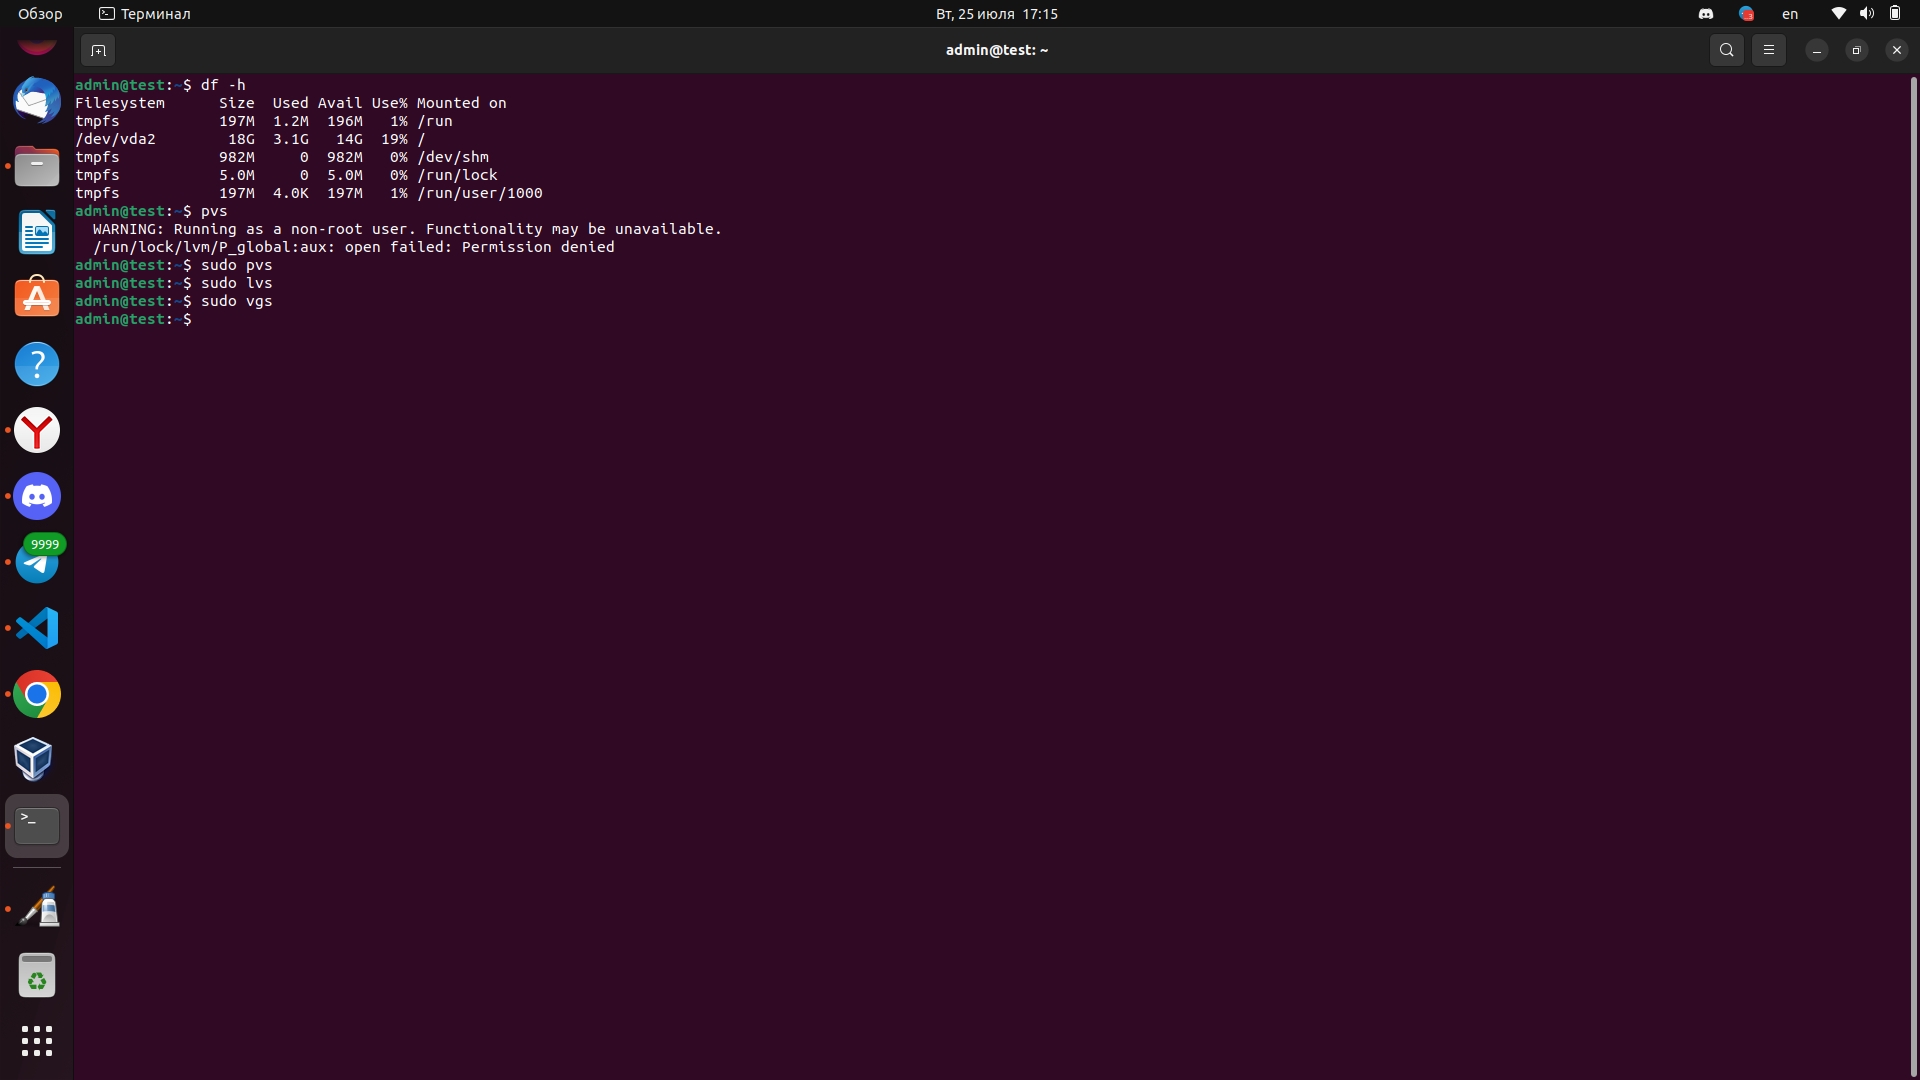 Обзор
Терминал
Вт, 25 июля 17:15
en
admin@test: ~
admin@test:~$ df -h
Filesystem      Size  Used Avail Use% Mounted on
tmpfs           197M  1.2M  196M   1% /run
/dev/vda2        18G  3.1G   14G  19% /
tmpfs           982M     0  982M   0% /dev/shm
tmpfs           5.0M     0  5.0M   0% /run/lock
tmpfs           197M  4.0K  197M   1% /run/user/1000
admin@test:~$ pvs
  WARNING: Running as a non-root user. Functionality may be unavailable.
  /run/lock/lvm/P_global:aux: open failed: Permission denied
admin@test:~$ sudo pvs
admin@test:~$ sudo lvs
admin@test:~$ sudo vgs
admin@test:~$
9999